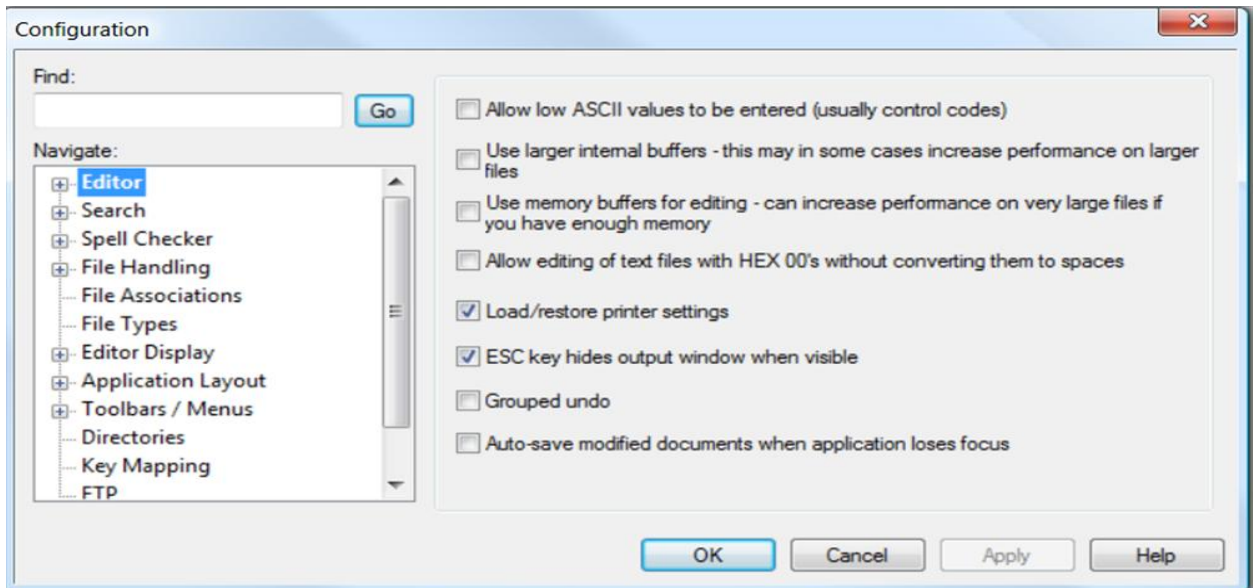 Configuration
Find:
Go
Navigate:
Editor
Search
Spell Checker
File Handling
File Associations
File Types
Editor Display
Application Layout
Toolbars / Menus
Directories
Key Mapping
FTP
Allow low ASCII values to be entered (usually control codes)
Use larger internal buffers - this may in some cases increase performance on larger
files
Use memory buffers for editing - can increase performance on very large files if
you have enough memory
Allow editing of text files with HEX 00's without converting them to spaces
Load/restore printer settings
ESC key hides output window when visible
Grouped undo
Auto-save modified documents when application loses focus
OK
Cancel
Apply
Help